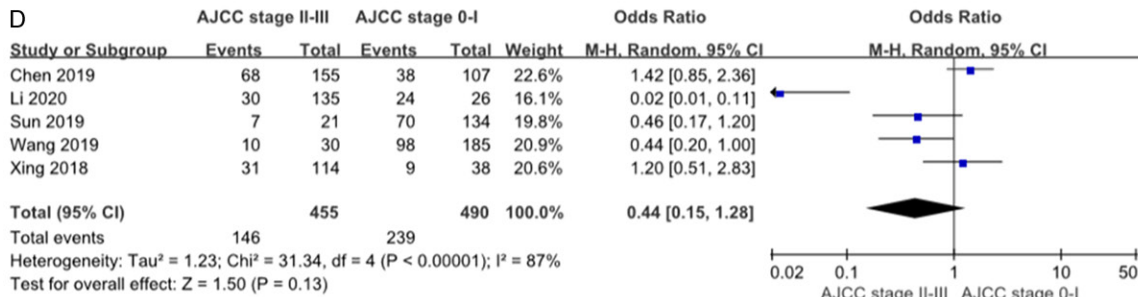 D
AJCC stage II-III AJCC stage 0-I Odds Ratio Odds Ratio
Study or Subgroup Events Total Events Total Weight M-H, Random, 95% CI M-H, Random, 95% CI
Chen 2019 68 155 38 107 22.6% 1.42 [0.85, 2.36]
Li 2020 30 135 24 26 16.1% 0.02 [0.01, 0.11]
Sun 2019 7 21 70 134 19.8% 0.46 [0.17, 1.20]
Wang 2019 10 30 98 185 20.9% 0.44 [0.20, 1.00]
Xing 2018 31 114 9 38 20.6% 1.20 [0.51, 2.83]
Total (95% CI) 455 490 100.0% 0.44 [0.15, 1.28]
Total events 146 239
Heterogeneity: Tau² = 1.23; Chi² = 31.34, df = 4 (P < 0.00001); I² = 87%
Test for overall effect: Z = 1.50 (P = 0.13)
0.02 0.1 1 10 50
AJCC stage II-III AJCC stage 0-I